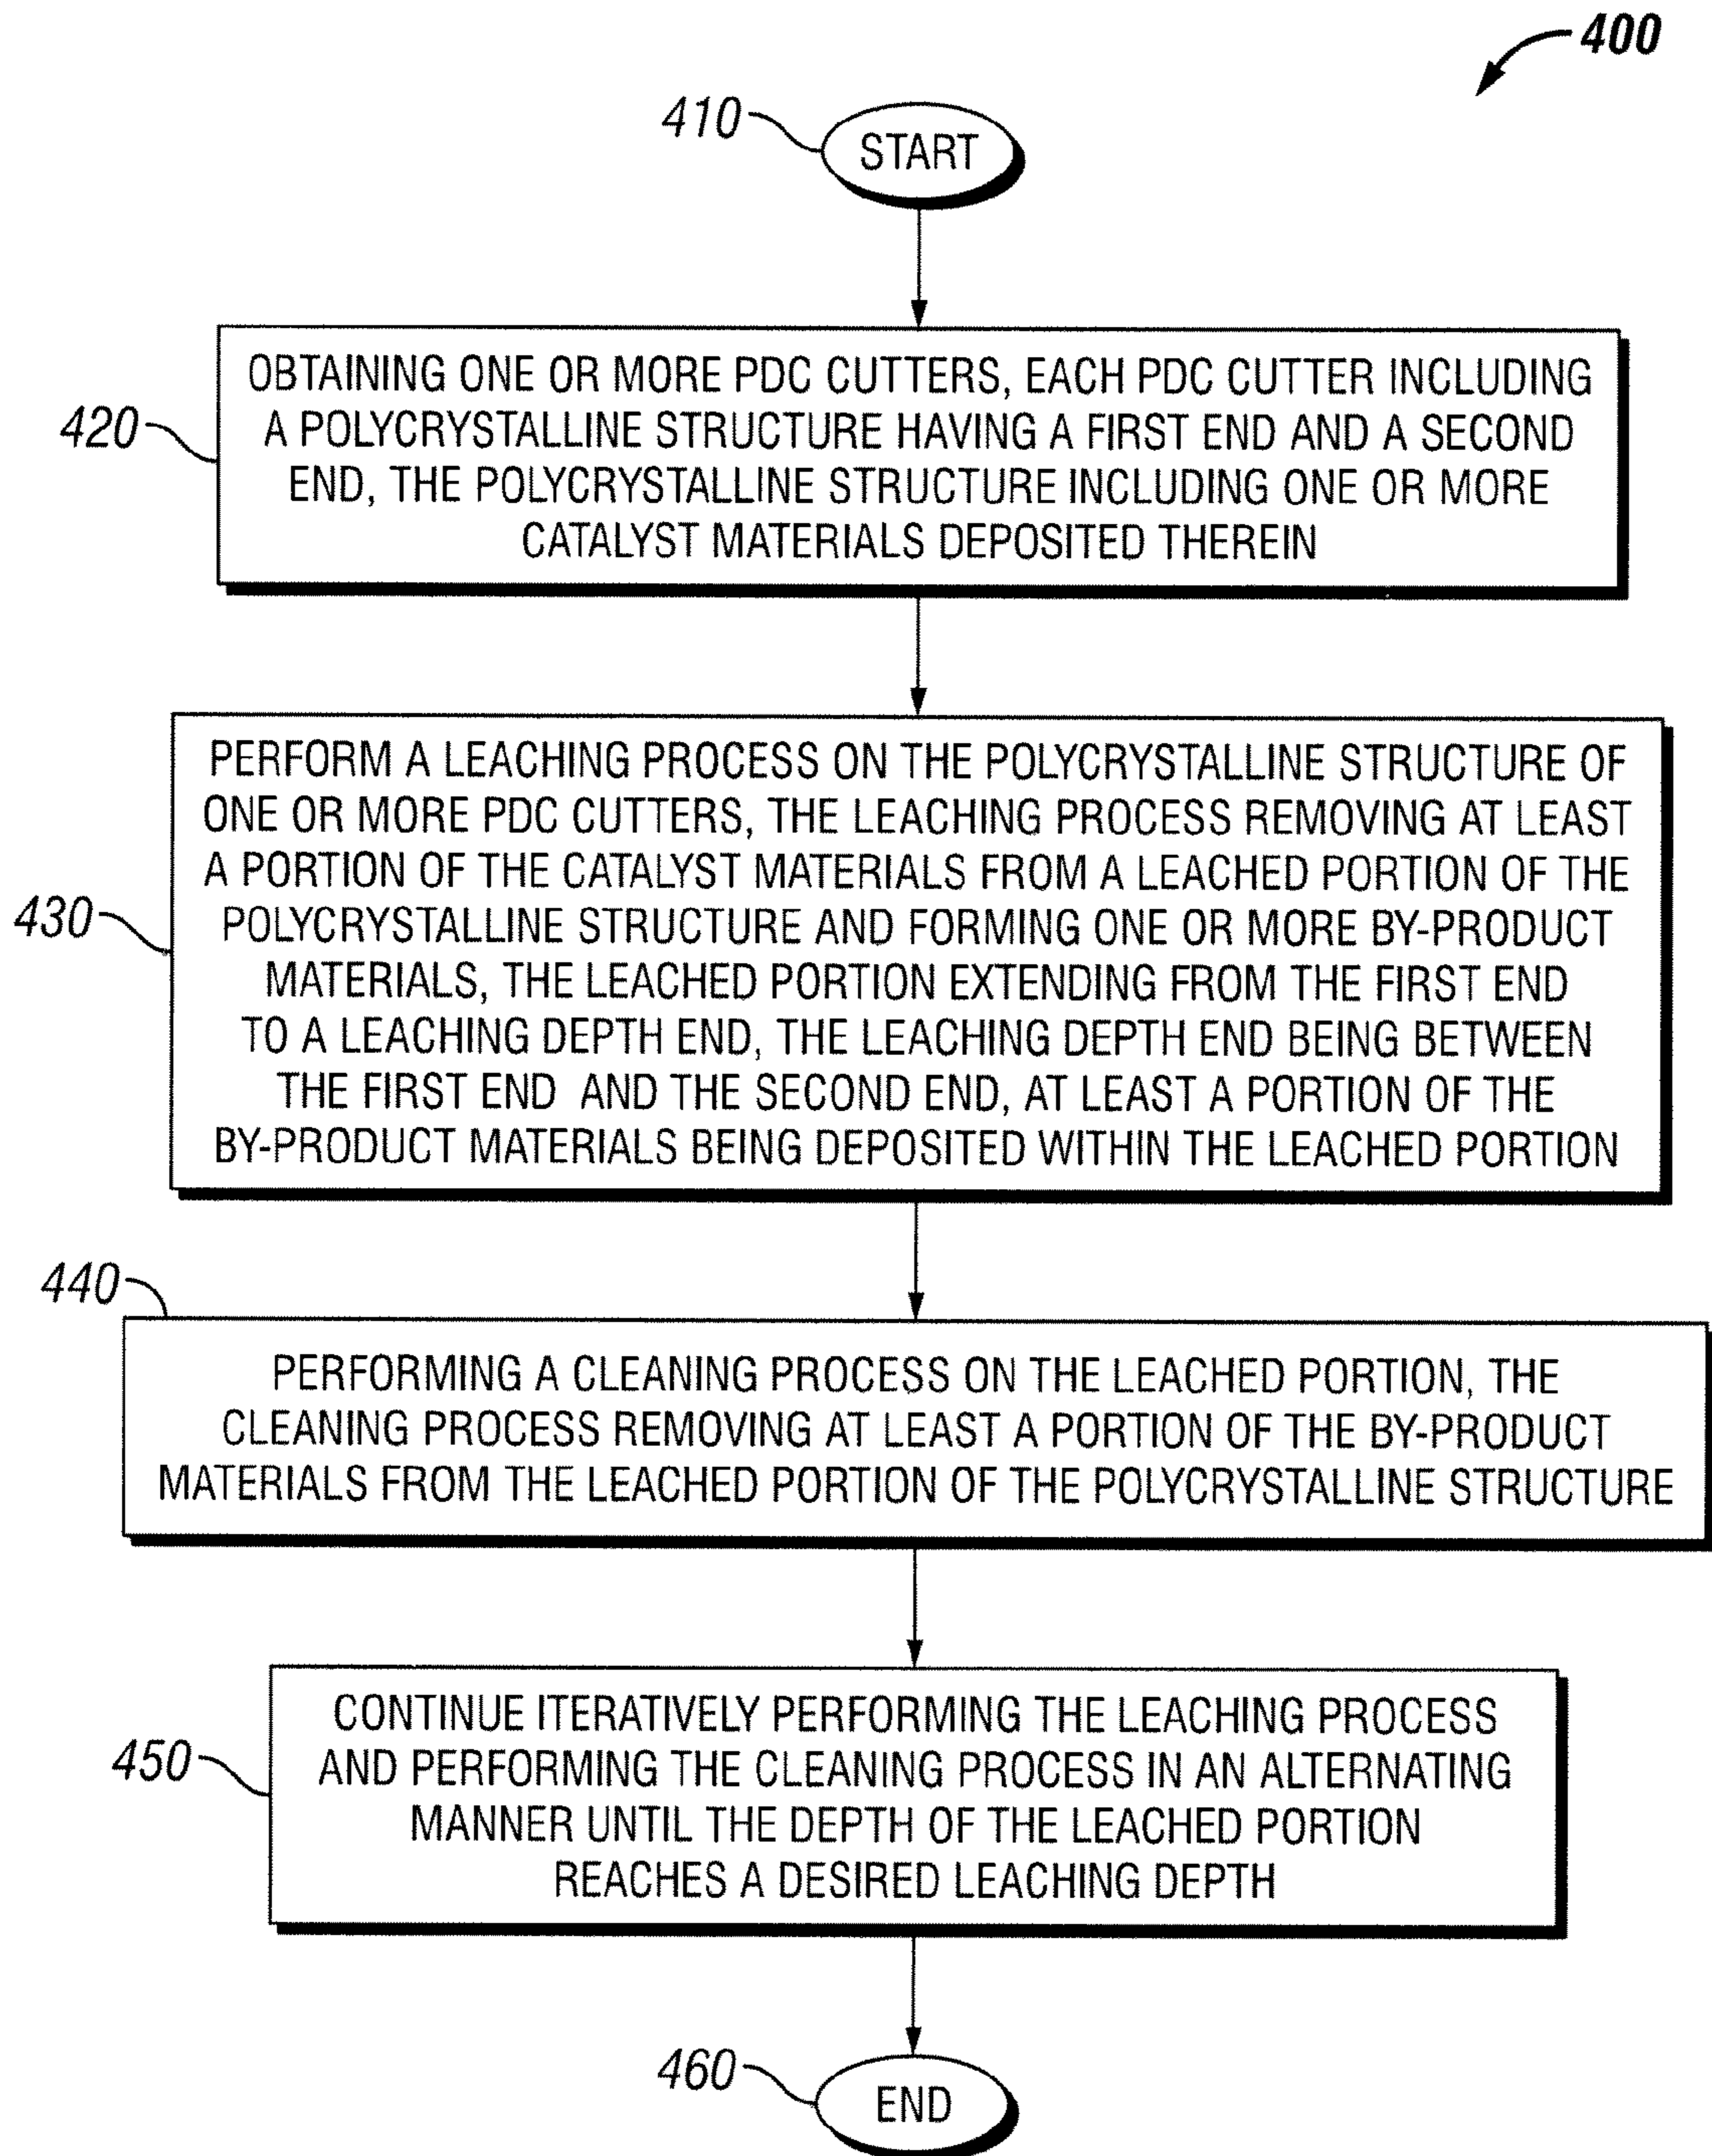 400
410
START
420
OBTAINING ONE OR MORE PDC CUTTERS, EACH PDC CUTTER INCLUDING
A POLYCRYSTALLINE STRUCTURE HAVING A FIRST END AND A SECOND
END, THE POLYCRYSTALLINE STRUCTURE INCLUDING ONE OR MORE
CATALYST MATERIALS DEPOSITED THEREIN
430
PERFORM A LEACHING PROCESS ON THE POLYCRYSTALLINE STRUCTURE OF
ONE OR MORE PDC CUTTERS, THE LEACHING PROCESS REMOVING AT LEAST
A PORTION OF THE CATALYST MATERIALS FROM A LEACHED PORTION OF THE
POLYCRYSTALLINE STRUCTURE AND FORMING ONE OR MORE BY-PRODUCT
MATERIALS, THE LEACHED PORTION EXTENDING FROM THE FIRST END
TO A LEACHING DEPTH END, THE LEACHING DEPTH END BEING BETWEEN
THE FIRST END AND THE SECOND END, AT LEAST A PORTION OF THE
BY-PRODUCT MATERIALS BEING DEPOSITED WITHIN THE LEACHED PORTION
440
PERFORMING A CLEANING PROCESS ON THE LEACHED PORTION, THE
CLEANING PROCESS REMOVING AT LEAST A PORTION OF THE BY-PRODUCT
MATERIALS FROM THE LEACHED PORTION OF THE POLYCRYSTALLINE STRUCTURE
450
CONTINUE ITERATIVELY PERFORMING THE LEACHING PROCESS
AND PERFORMING THE CLEANING PROCESS IN AN ALTERNATING
MANNER UNTIL THE DEPTH OF THE LEACHED PORTION
REACHES A DESIRED LEACHING DEPTH
460
END